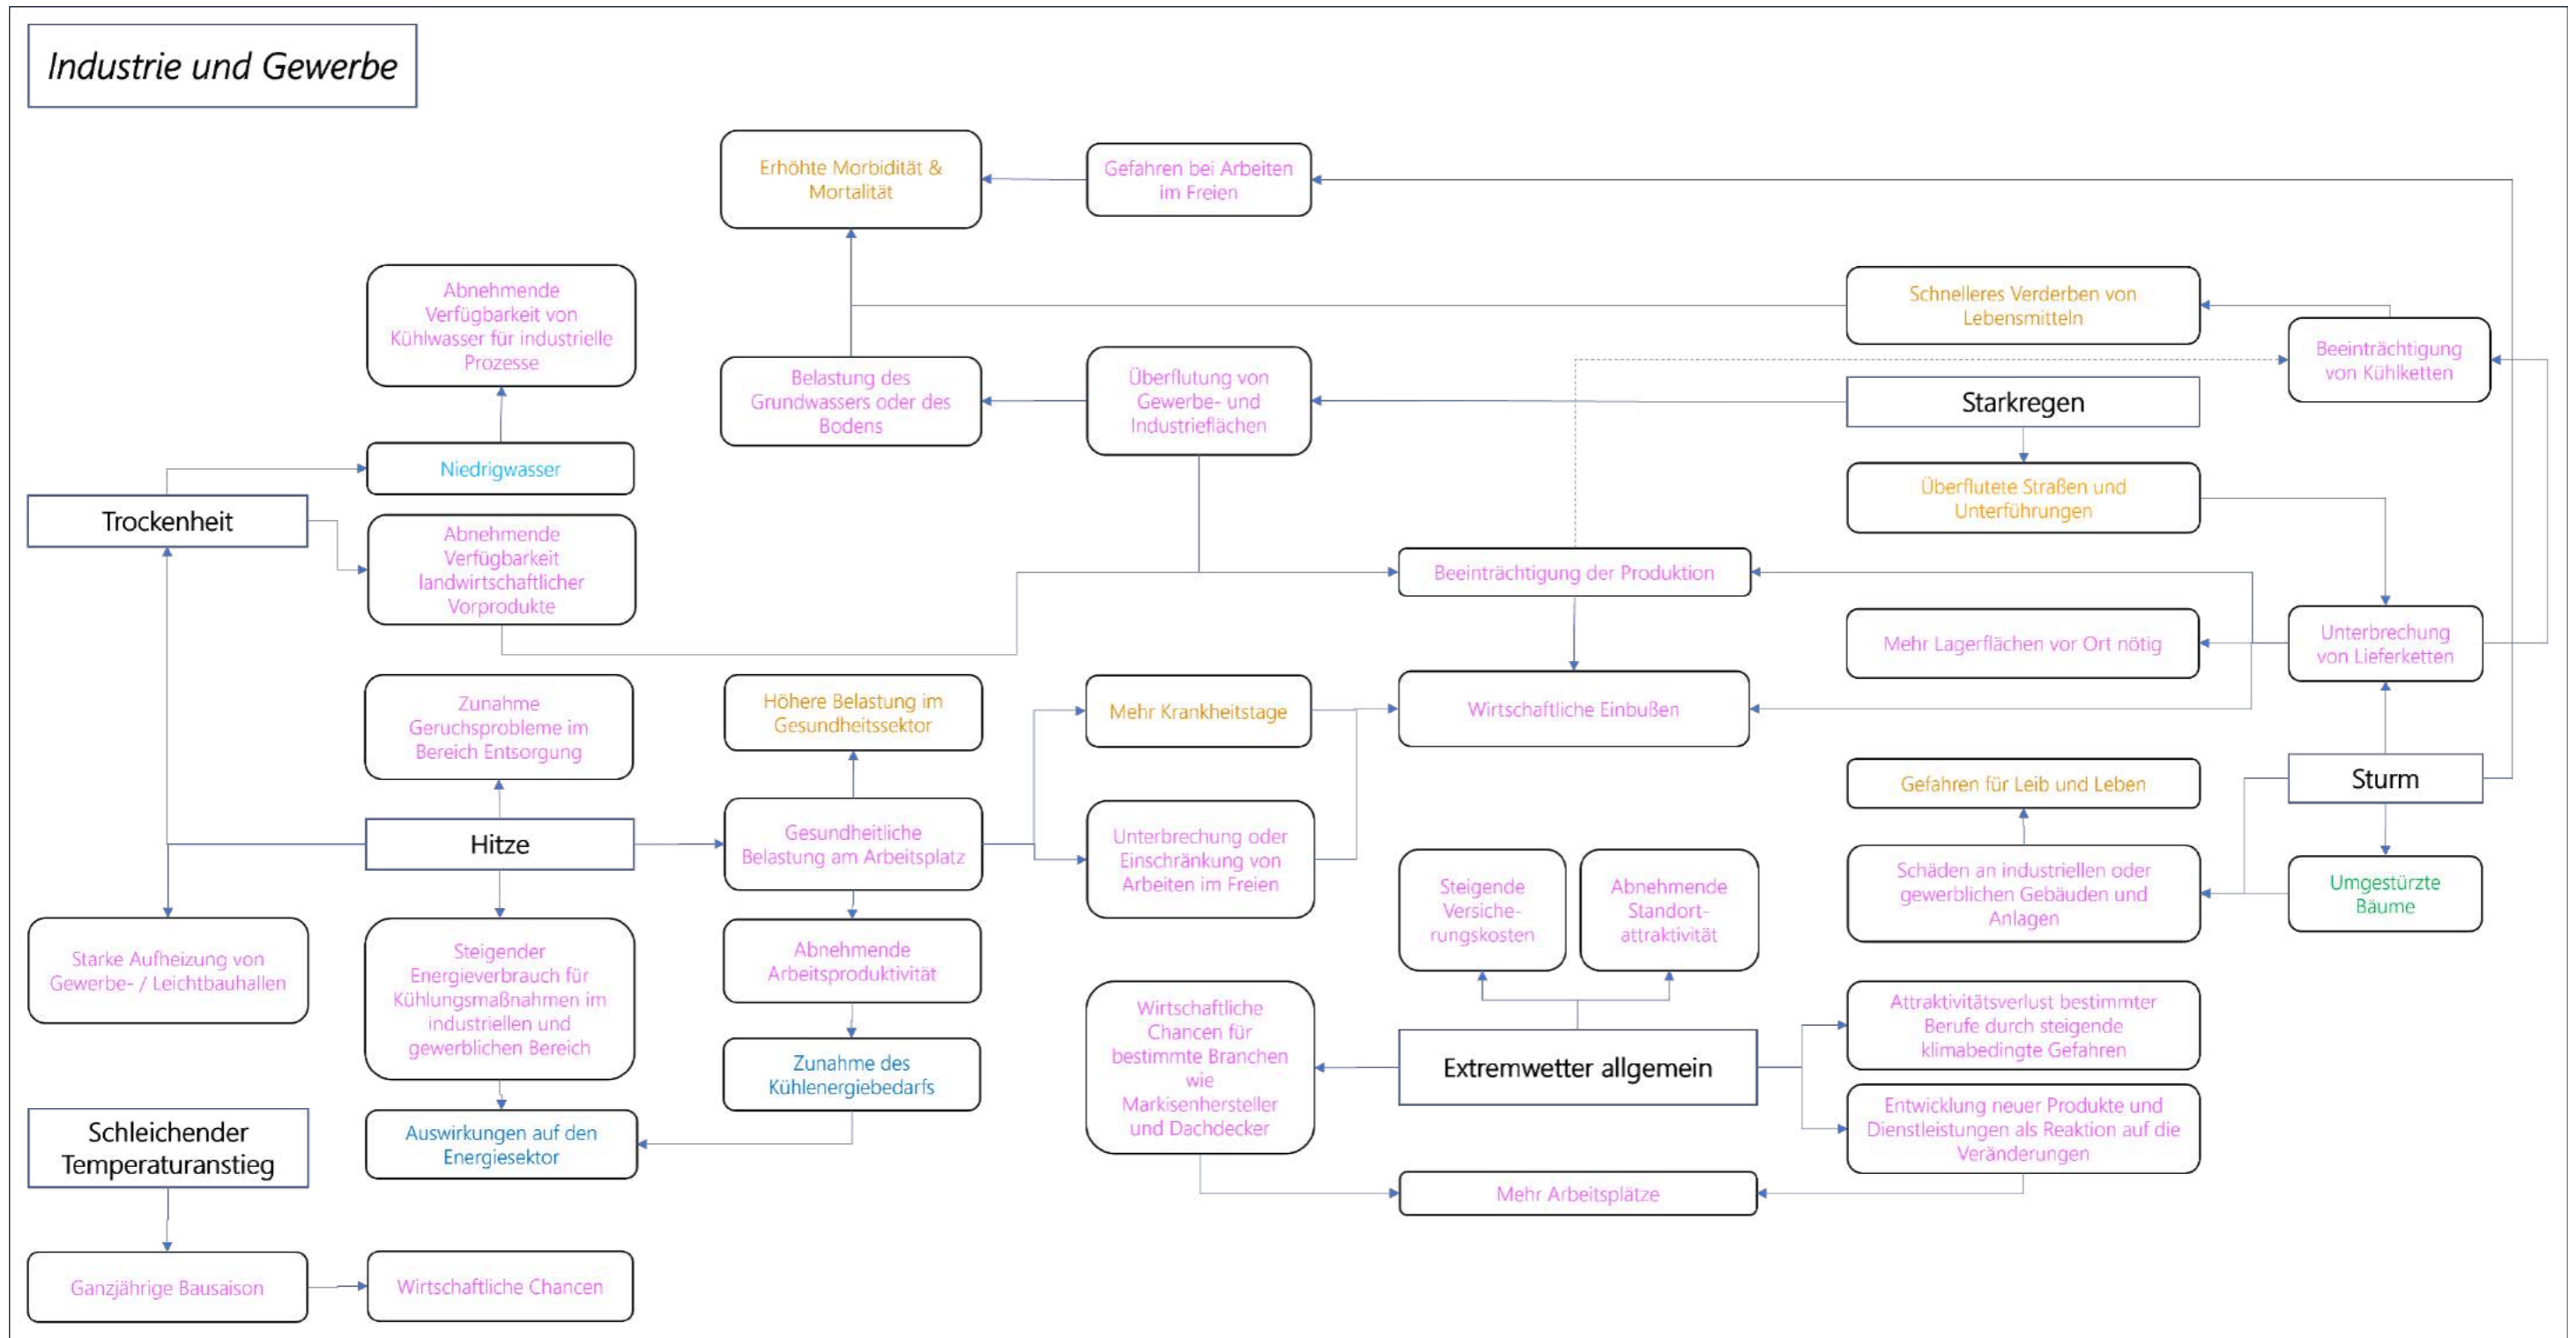 Industrie und Gewerbe
Erhöhte Morbidität &
Mortalität
Gefahren bei Arbeiten
im Freien
Abnehmende
Verfügbarkeit von
Kühlwasser für industrielle
Prozesse
Schnelleres Verderben von
Lebensmitteln
Beeinträchtigung
von Kühlketten
Belastung des
Grundwassers oder des
Bodens
Überflutung von
Gewerbe- und
Industrieflächen
Starkregen
Niedrigwasser
Überflutete Straßen und
Unterführungen
Trockenheit
Abnehmende
Verfügbarkeit
landwirtschaftlicher
Vorprodukte
Beeinträchtigung der Produktion
Mehr Lagerflächen vor Ort nötig
Unterbrechung
von Lieferketten
Zunahme
Geruchsprobleme im
Bereich Entsorgung
Höhere Belastung im
Gesundheitssektor
Mehr Krankheitstage
Wirtschaftliche Einbußen
Gefahren für Leib und Leben
Sturm
Hitze
Gesundheitliche
Belastung am Arbeitsplatz
Unterbrechung oder
Einschränkung von
Arbeiten im Freien
Steigende
Versiche-
rungskosten
Abnehmende
Standort-
attraktivität
Schäden an industriellen oder
gewerblichen Gebäuden und
Anlagen
Umgestürzte
Bäume
Starke Aufheizung von
Gewerbe- / Leichtbauhallen
Steigender
Energieverbrauch für
Kühlungsmaßnahmen im
industriellen und
gewerblichen Bereich
Abnehmende
Arbeitsproduktivität
Wirtschaftliche
Chancen für
bestimmte Branchen
wie
Markisenhersteller
und Dachdecker
Extremwetter allgemein
Attraktivitätsverlust bestimmter
Berufe durch steigende
klimabedingte Gefahren
Zunahme des
Kühlenergiebedarfs
Entwicklung neuer Produkte und
Dienstleistungen als Reaktion auf die
Veränderungen
Schleichender
Temperaturanstieg
Auswirkungen auf den
Energiesektor
Mehr Arbeitsplätze
Ganzjährige Bausaison
Wirtschaftliche Chancen